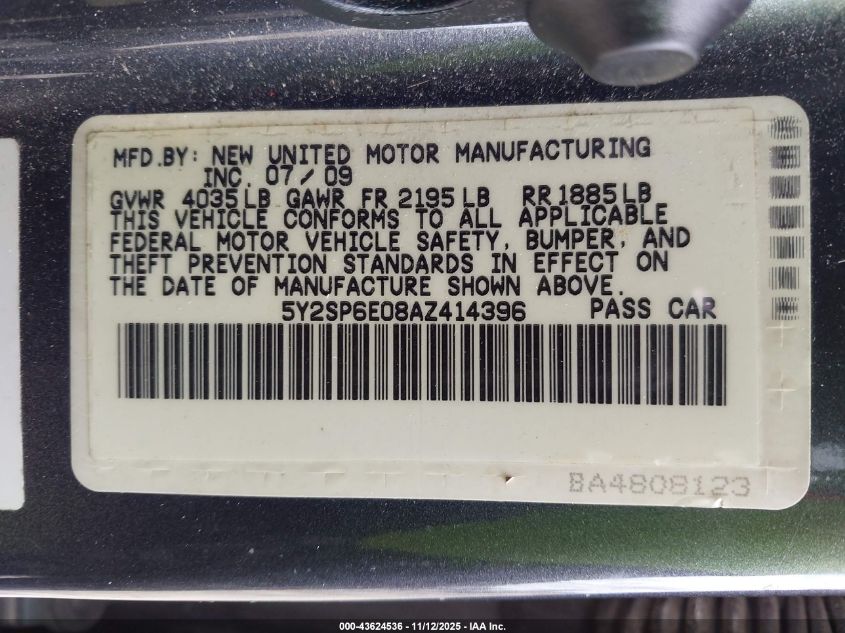 MFD.BY: NEW UNITED MOTOR MANUFACTURING
INC. 07/09
GVWR 4035LB GAWR FR 2195LB RR1885LB
THIS VEHICLE CONFORMS TO ALL APPLICABLE
FEDERAL MOTOR VEHICLE SAFETY, BUMPER, AND
THEFT PREVENTION STANDARDS IN EFFECT ON
THE DATE OF MANUFACTURE SHOWN ABOVE.
5Y2SP6E08AZ414396 PASS CAR
BA4808123
000-43624536 - 11/12/2025 - IAA Inc.